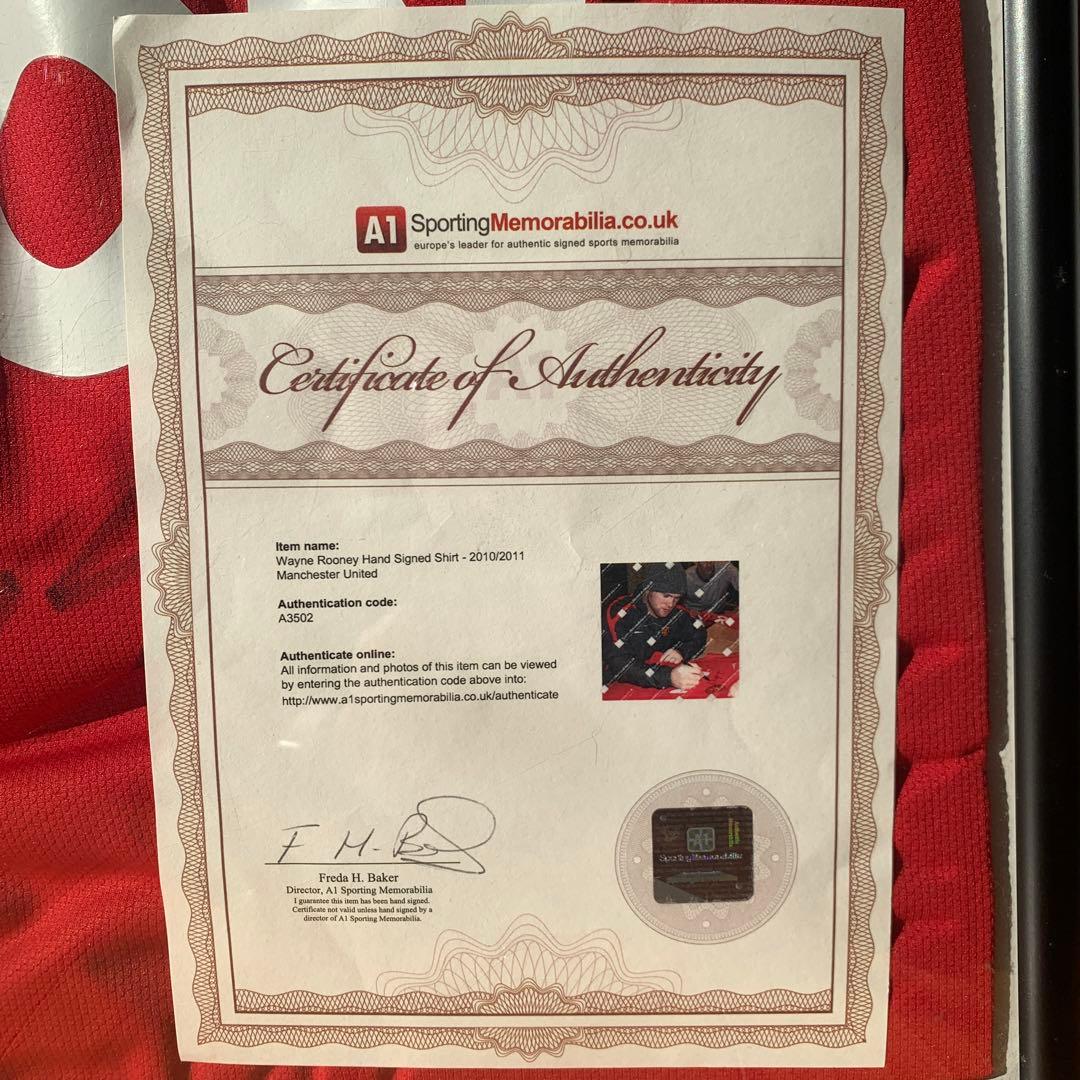 A1 SportingMemorabilia.co.uk
europe's leader for authentic signed sports memorabilia
Certificate of Authenticity
Item name:
Wayne Rooney Hand Signed Shirt - 2010/2011
Manchester United
Authentication code:
A3502
Authenticate online:
All information and photos of this item can be viewed
by entering the authentication code above into:
http://www.a1sportingmemorabilia.co.uk/authenticate
F H. 
Freda H. Baker
Director, A1 Sporting Memorabilia
I guarantee this item has been hand signed.
Certificate not valid unless hand signed by a
director of A1 Sporting Memorabilia.
A1
Sporting Memorabilia